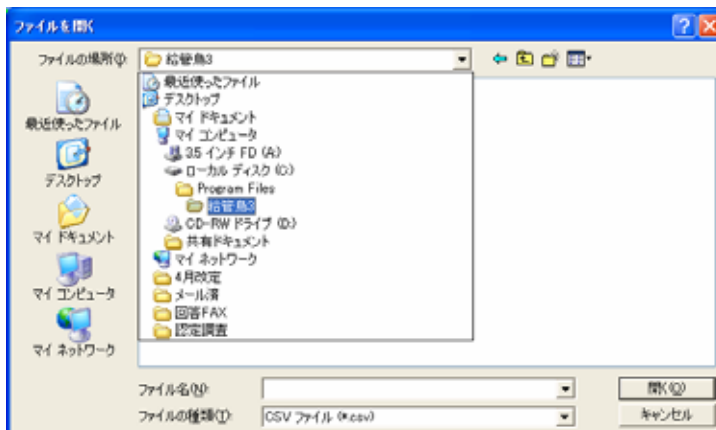 ファイルを開く
ファイルの場所(I):
給管鳥3
最近使ったファイル
デスクトップ
マイ ドキュメント
マイ コンピュータ
3.5 インチ FD (A:)
ローカル ディスク (C:)
Program Files
給管鳥3
CD-RW ドライブ (D:)
共有ドキュメント
マイ ネットワーク
4月改定
メール済
回答FAX
認定調査
最近使ったファイル
デスクトップ
マイ ドキュメント
マイ コンピュータ
マイ ネットワーク
ファイル名(N):
開く(O)
ファイルの種類(T):
CSV ファイル (*.csv)
キャンセル